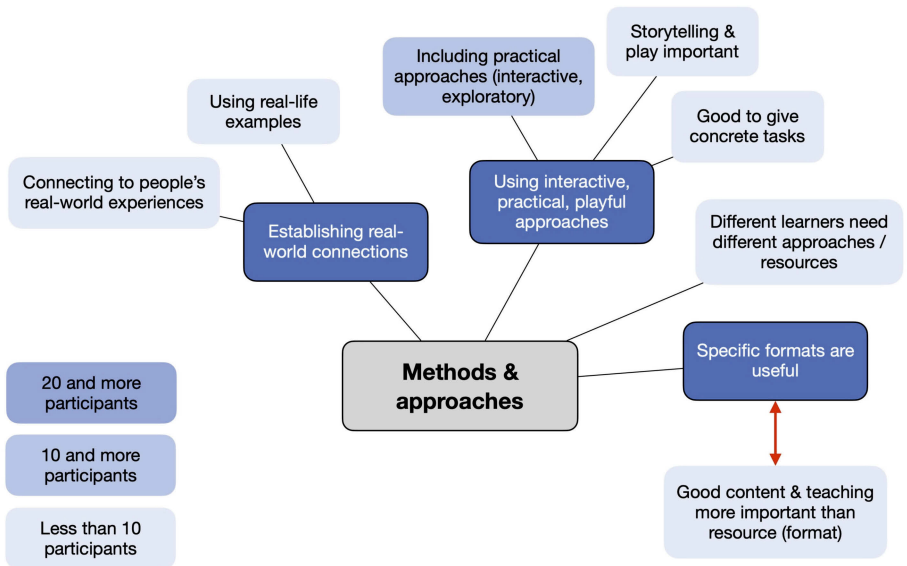 Storytelling &
play important
Including practical
approaches (interactive,
exploratory)
Using real-life
examples
Good to give
concrete tasks
Connecting to people's
real-world experiences
Using interactive,
practical, playful
approaches
Establishing real-
world connections
Different learners need
different approaches /
resources
Methods &
approaches
Specific formats are
useful
20 and more
participants
10 and more
participants
Less than 10
participants
Good content & teaching
more important than
resource (format)